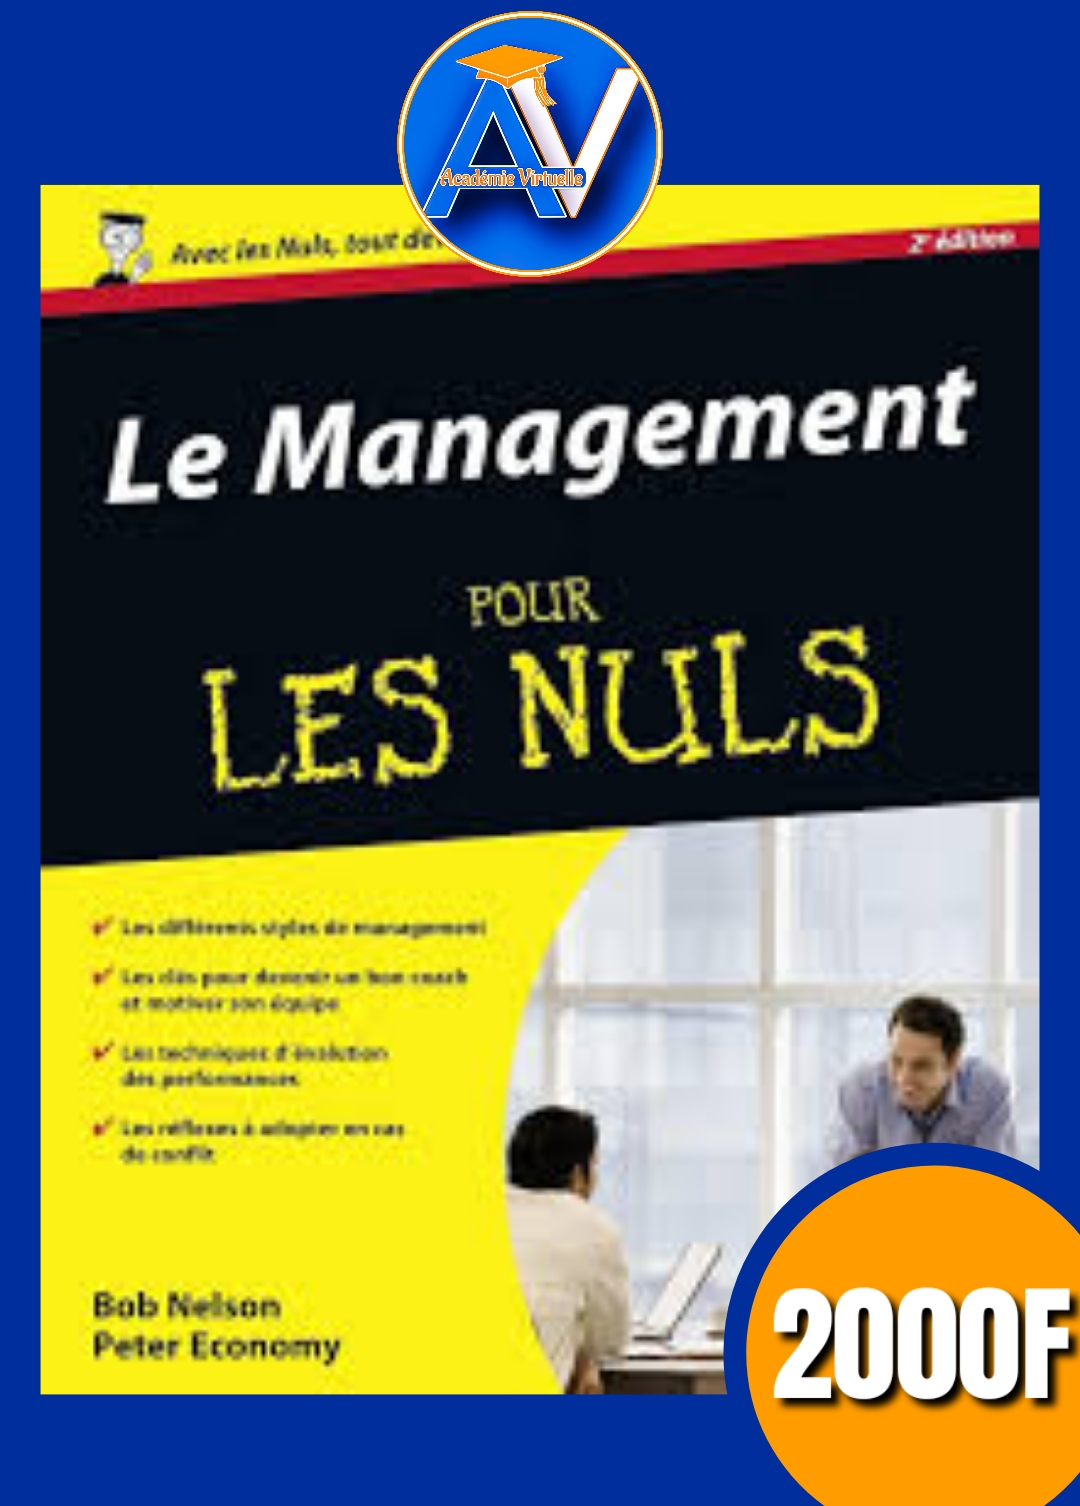 AV
Académie Virtuelle
Avec les Nuls, tout dev
2e édition
Le Management
POUR
LES NULS
Les différents styles de management
Les clés pour devenir un bon coach
et motiver son équipe
Les techniques d'évolution
des performances
Les réflexes à adopter en cas
de conflit
Bob Nelson
Peter Economy
2000F